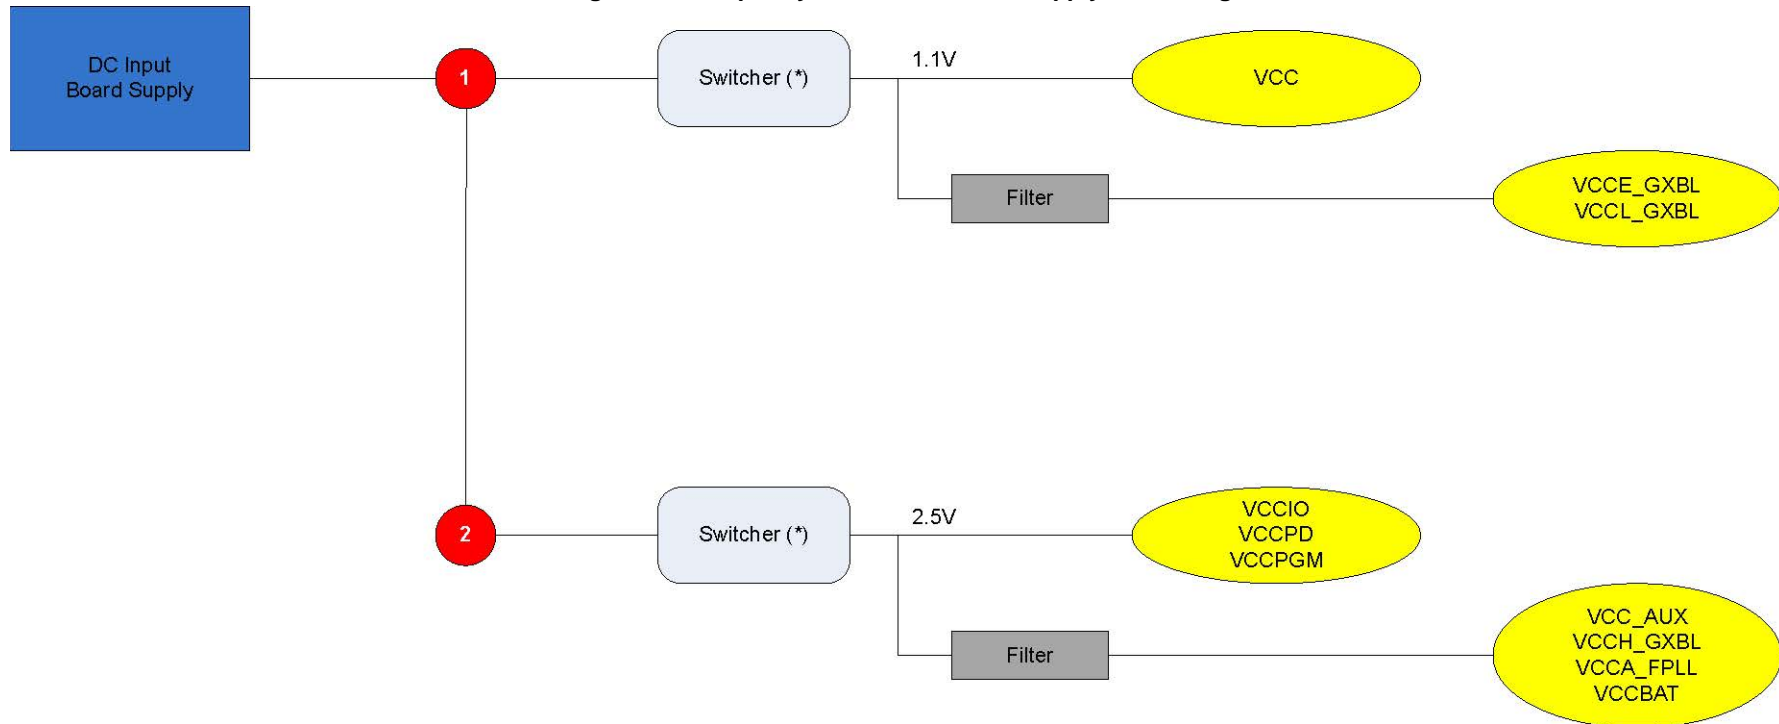 DC Input
Board Supply
1
Switcher (*)
1.1V
VCC
Filter
VCCE_GXBL
VCCL_GXBL
2
Switcher (*)
2.5V
VCCIO
VCCPD
VCCPGM
Filter
VCC_AUX
VCCH_GXBL
VCCA_FPLL
VCCBAT